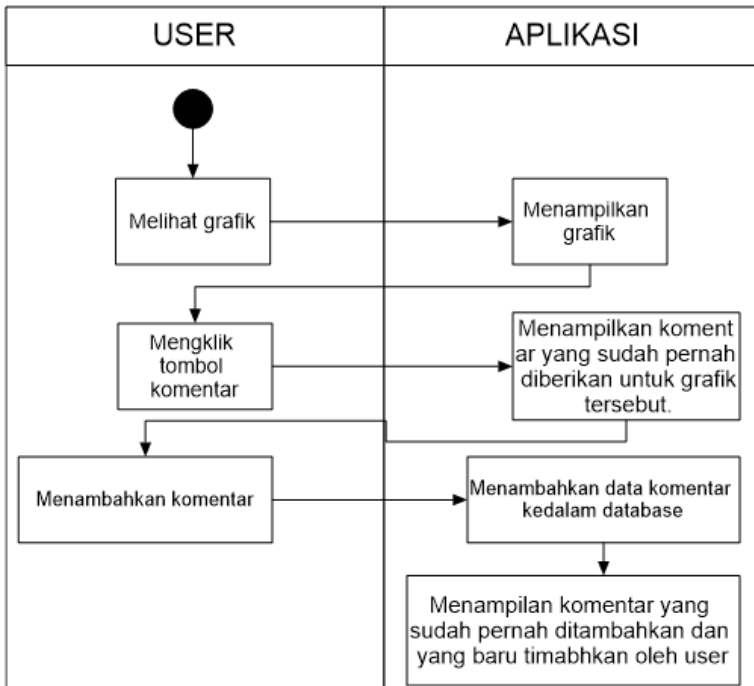 USER
APLIKASI
Melihat grafik
Menampilkan
grafik
Mengklik
tombol
komentar
Menampilkan koment
ar yang sudah pernah
diberikan untuk grafik
tersebut.
Menambahkan komentar
Menambahkan data komentar
kedalam database
Menampilan komentar yang
sudah pernah ditambahkan dan
yang baru timabhkan oleh user